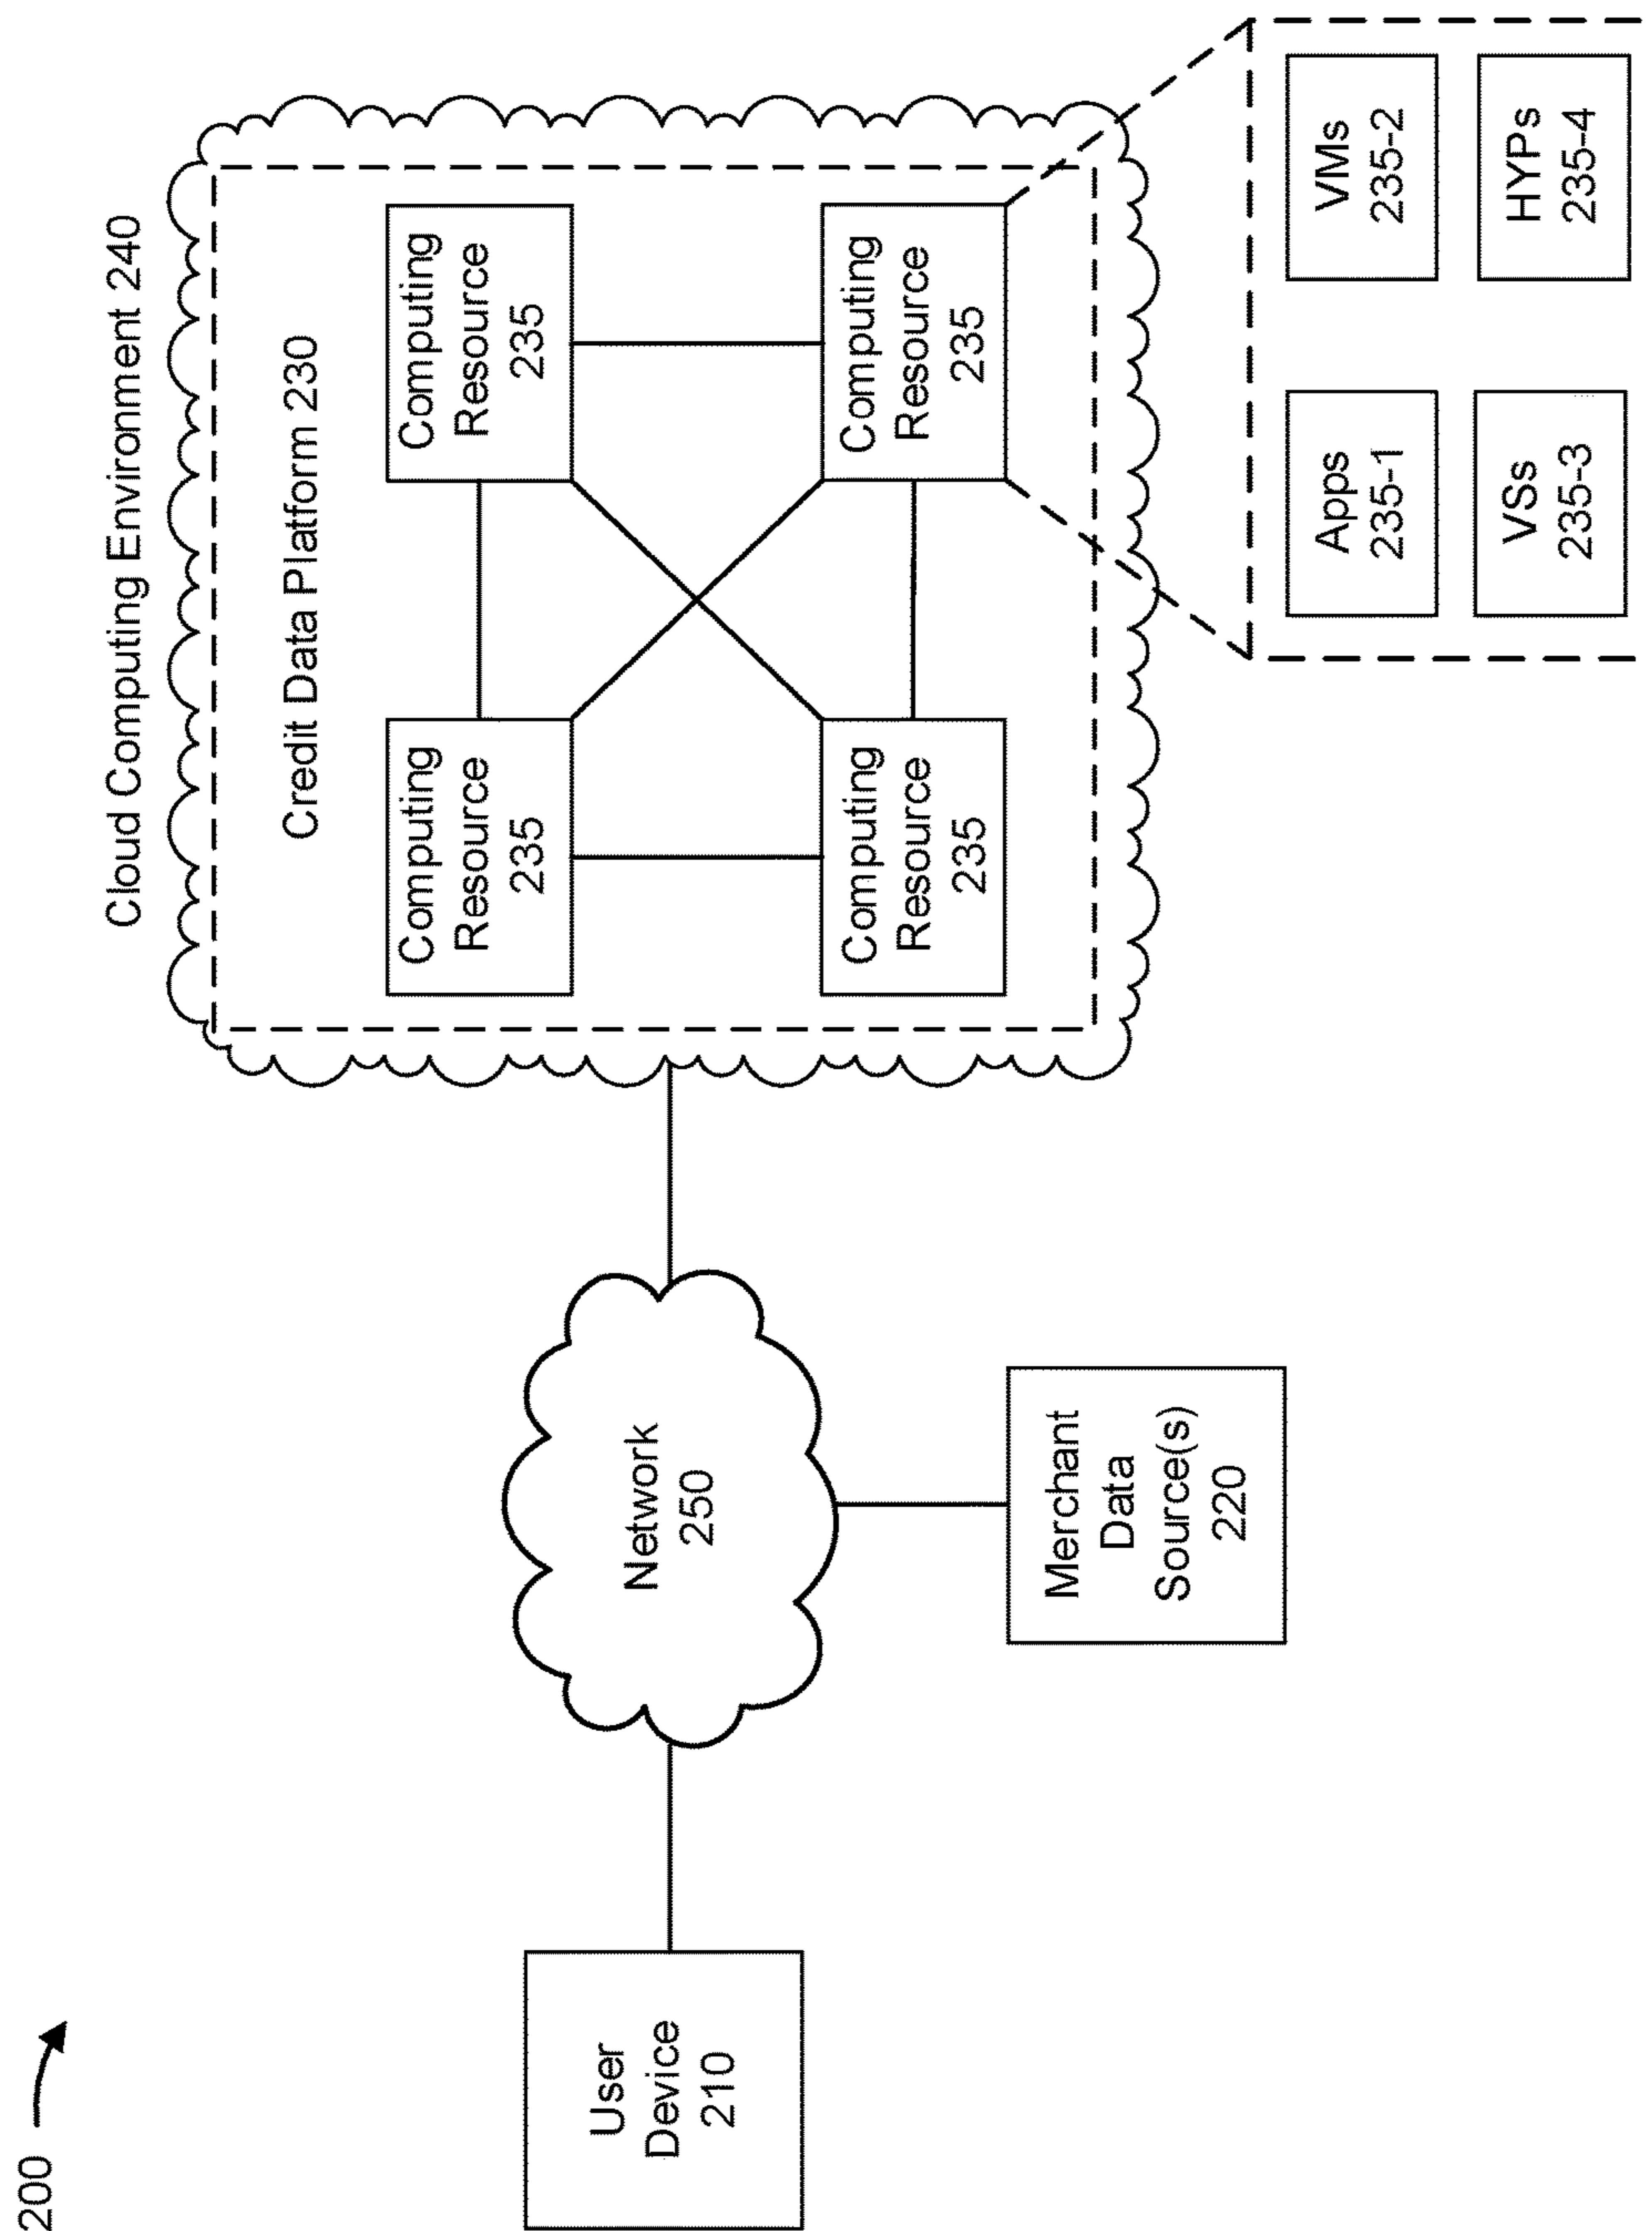 200
Cloud Computing Environment 240
Credit Data Platform 230
Computing
Resource
235
Computing
Resource
235
Computing
Resource
235
Computing
Resource
235
User
Device
210
Network
250
Merchant
Data
Source(s)
220
Apps
235-1
VMs
235-2
VSs
235-3
HYPs
235-4